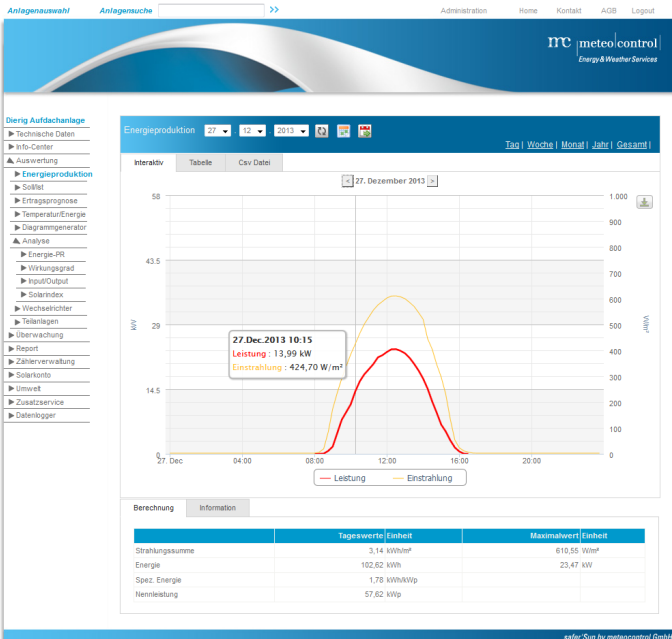 Anlagenauswahl Anlagensuche >> Administration Home Kontakt AGB Logout
mc meteo control
Energy & Weather Services
Dierig Aufdachanlage
Technische Daten
Info-Center
Auswertung
Energieproduktion
Soll/Ist
Ertragsprognose
Temperatur/Energie
Diagrammgenerator
Analyse
Energie-PR
Wirkungsgrad
Input/Output
Solarindex
Wechselrichter
Teilanlagen
Überwachung
Report
Zählerverwaltung
Solarkonto
Umwelt
Zusatzservice
Datenlogger
Energieproduktion 27 . 12 . 2013
Tag | Woche | Monat | Jahr | Gesamt |
Interaktiv Tabelle Csv Datei
< 27. Dezember 2013 >
58 1.000
900
800
43.5
700
600
kW 29 500 W/m²
400
27.Dec.2013 10:15
Leistung : 13,99 kW
Einstrahlung : 424,70 W/m²
300
14.5
200
100
0
27. Dec 04:00 08:00 12:00 16:00 20:00
Leistung Einstrahlung
Berechnung Information
Tageswerte Einheit Maximalwert Einheit
Strahlungssumme 3,14 kWh/m² 610,55 W/m²
Energie 102,62 kWh 23,47 kW
Spez. Energie 1,78 kWh/kWp
Nennleistung 57,62 kWp
safer'Sun by meteocontrol GmbH